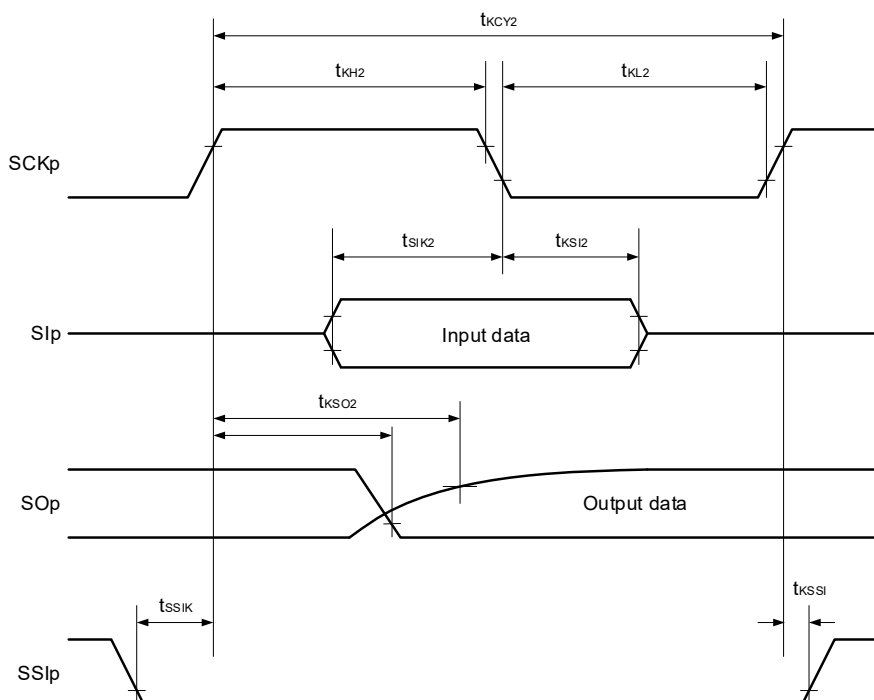 tKCY2
tKH2
tKL2
SCKp
tSIK2
tKSI2
SIp
Input data
tKSO2
SOp
Output data
tSSIK
tKSSI
SSIp